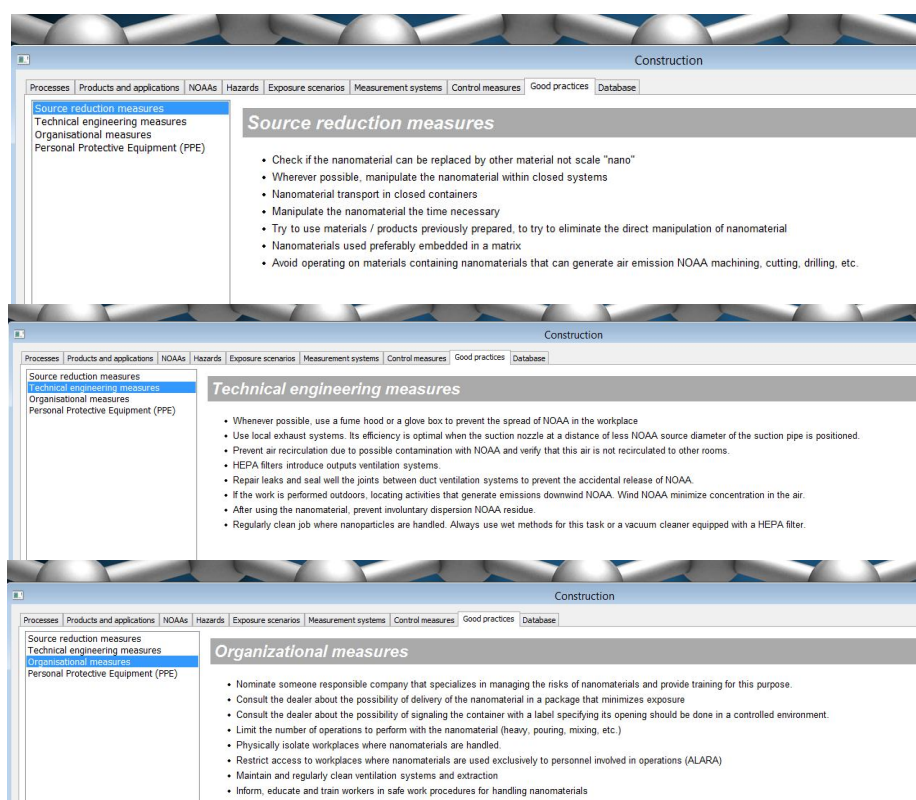 Construction
Processes Products and applications NOAAs Hazards Exposure scenarios Measurement systems Control measures Good practices Database
Source reduction measures
Technical engineering measures
Organisational measures
Personal Protective Equipment (PPE)
Source reduction measures
• Check if the nanomaterial can be replaced by other material not scale "nano"
• Wherever possible, manipulate the nanomaterial within closed systems
• Nanomaterial transport in closed containers
• Manipulate the nanomaterial the time necessary
• Try to use materials / products previously prepared, to try to eliminate the direct manipulation of nanomaterial
• Nanomaterials used preferably embedded in a matrix
• Avoid operating on materials containing nanomaterials that can generate air emission NOAA machining, cutting, drilling, etc.
Construction
Processes Products and applications NOAAs Hazards Exposure scenarios Measurement systems Control measures Good practices Database
Source reduction measures
Technical engineering measures
Organisational measures
Personal Protective Equipment (PPE)
Technical engineering measures
• Whenever possible, use a fume hood or a glove box to prevent the spread of NOAA in the workplace
• Use local exhaust systems. Its efficiency is optimal when the suction nozzle at a distance of less NOAA source diameter of the suction pipe is positioned.
• Prevent air recirculation due to possible contamination with NOAA and verify that this air is not recirculated to other rooms.
• HEPA filters introduce outputs ventilation systems.
• Repair leaks and seal well the joints between duct ventilation systems to prevent the accidental release of NOAA.
• If the work is performed outdoors, locating activities that generate emissions downwind NOAA. Wind NOAA minimize concentration in the air.
• After using the nanomaterial, prevent involuntary dispersion NOAA residue.
• Regularly clean job where nanoparticles are handled. Always use wet methods for this task or a vacuum cleaner equipped with a HEPA filter.
Construction
Processes Products and applications NOAAs Hazards Exposure scenarios Measurement systems Control measures Good practices Database
Source reduction measures
Technical engineering measures
Organisational measures
Personal Protective Equipment (PPE)
Organizational measures
• Nominate someone responsible company that specializes in managing the risks of nanomaterials and provide training for this purpose.
• Consult the dealer about the possibility of delivery of the nanomaterial in a package that minimizes exposure
• Consult the dealer about the possibility of signaling the container with a label specifying its opening should be done in a controlled environment.
• Limit the number of operations to perform with the nanomaterial (heavy, pouring, mixing, etc.)
• Physically isolate workplaces where nanomaterials are handled.
• Restrict access to workplaces where nanomaterials are used exclusively to personnel involved in operations (ALARA)
• Maintain and regularly clean ventilation systems and extraction
• Inform, educate and train workers in safe work procedures for handling nanomaterials